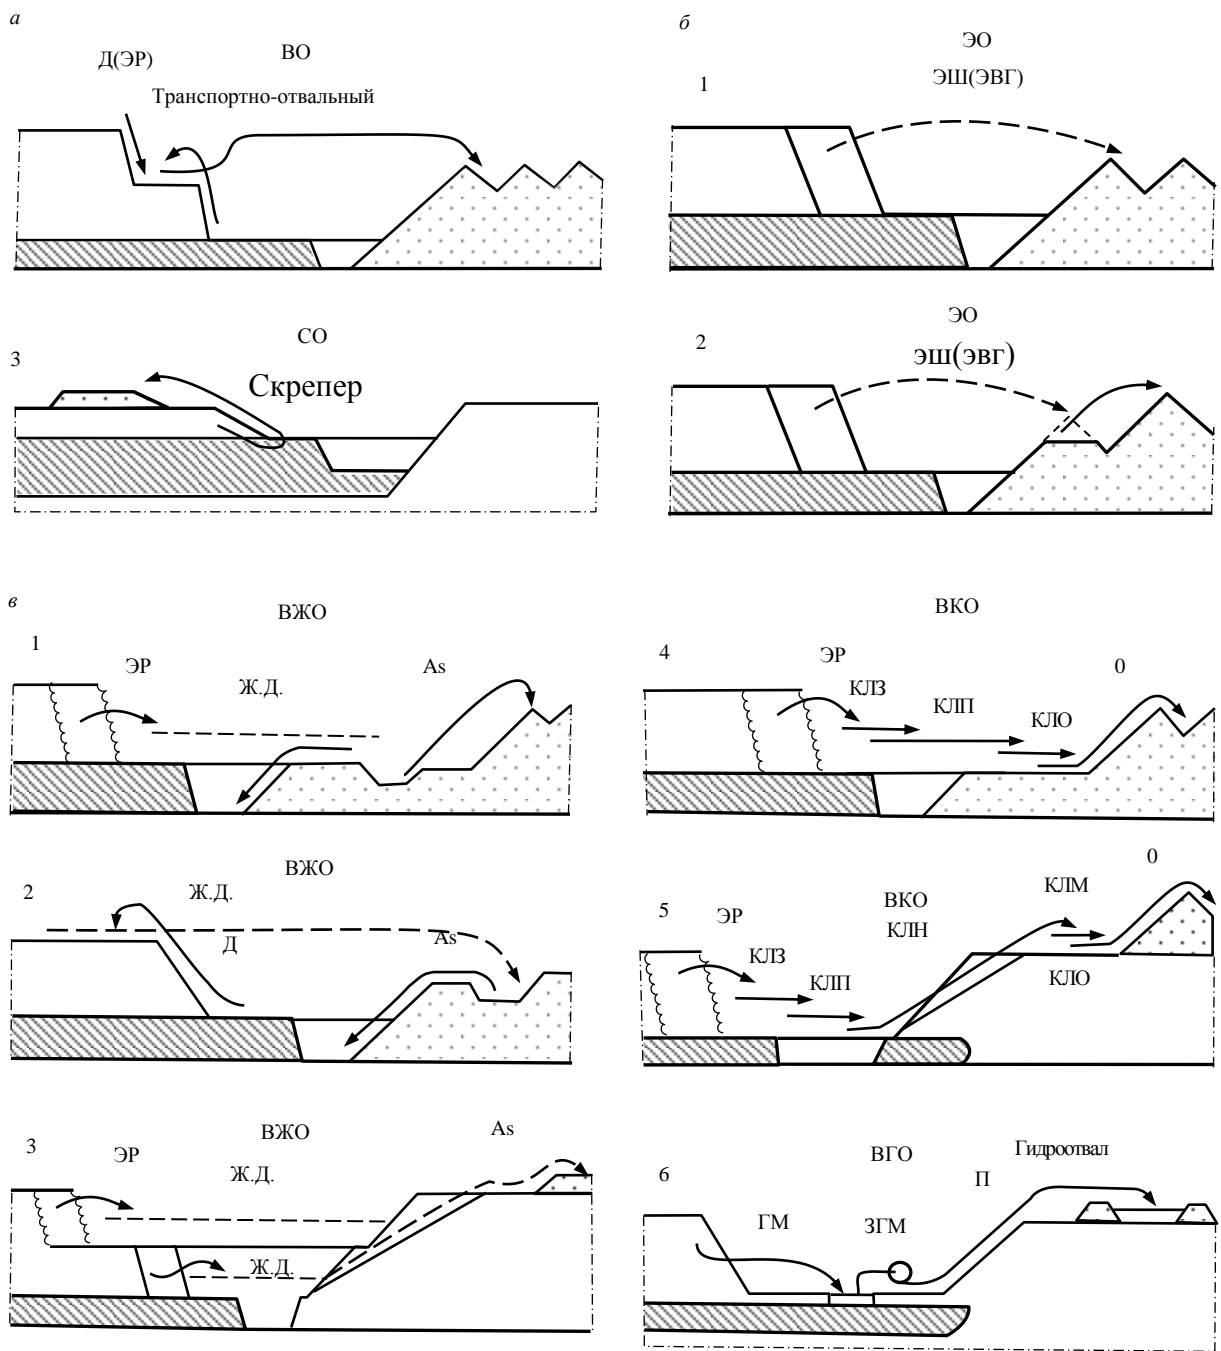 а
Д(ЭР)
ВО
Транспортно-отвальный
б
ЭО
ЭШ(ЭВГ)
1
3
СО
Скрепер
ЭО
2
ЭШ(ЭВГ)
в
ВЖО
1
ЭР
Ж.Д.
As
ВКО
4
ЭР
КЛЗ
КЛП
КЛО
0
2
ВЖО
Ж.Д.
Д
As
0
5
ЭР
ВКО
КЛН
КЛМ
КЛЗ
КЛП
КЛО
3
ЭР
ВЖО
Ж.Д.
As
Ж.Д.
6
ВГО
Гидроотвал
П
ГМ
ЗГМ